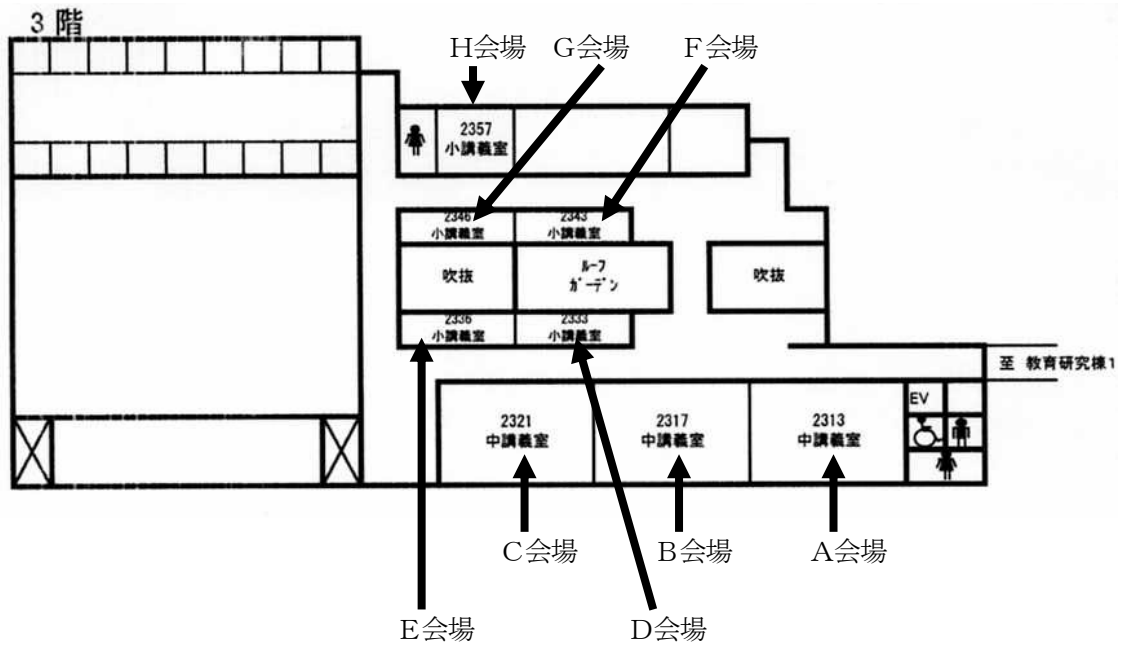 3 階
H会場
G会場
F会場
2357
小講義室
2346
小講義室
2343
小講義室
吹抜
ルーフ
ガーデン
吹抜
2336
小講義室
2333
小講義室
至 教育研究棟1
EV
2321
中講義室
2317
中講義室
2313
中講義室
C会場
B会場
A会場
E会場
D会場